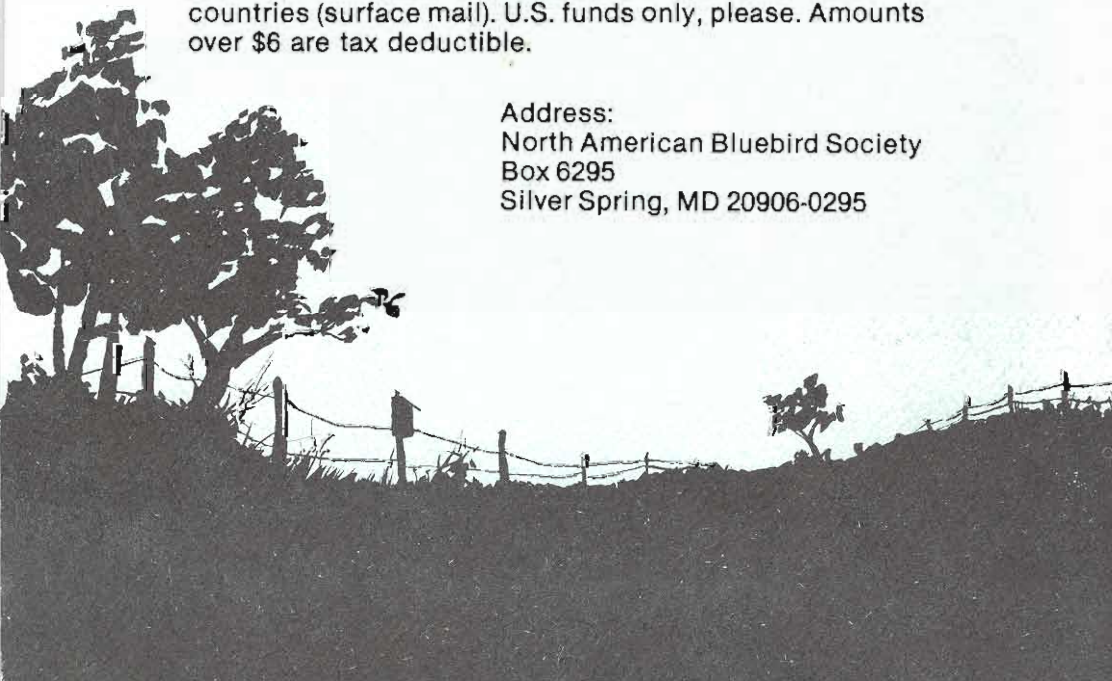 countries (surface mail). U.S. funds only, please. Amounts
over $6 are tax deductible.
Address:
North American Bluebird Society
Box 6295
Silver Spring, MD 20906-0295